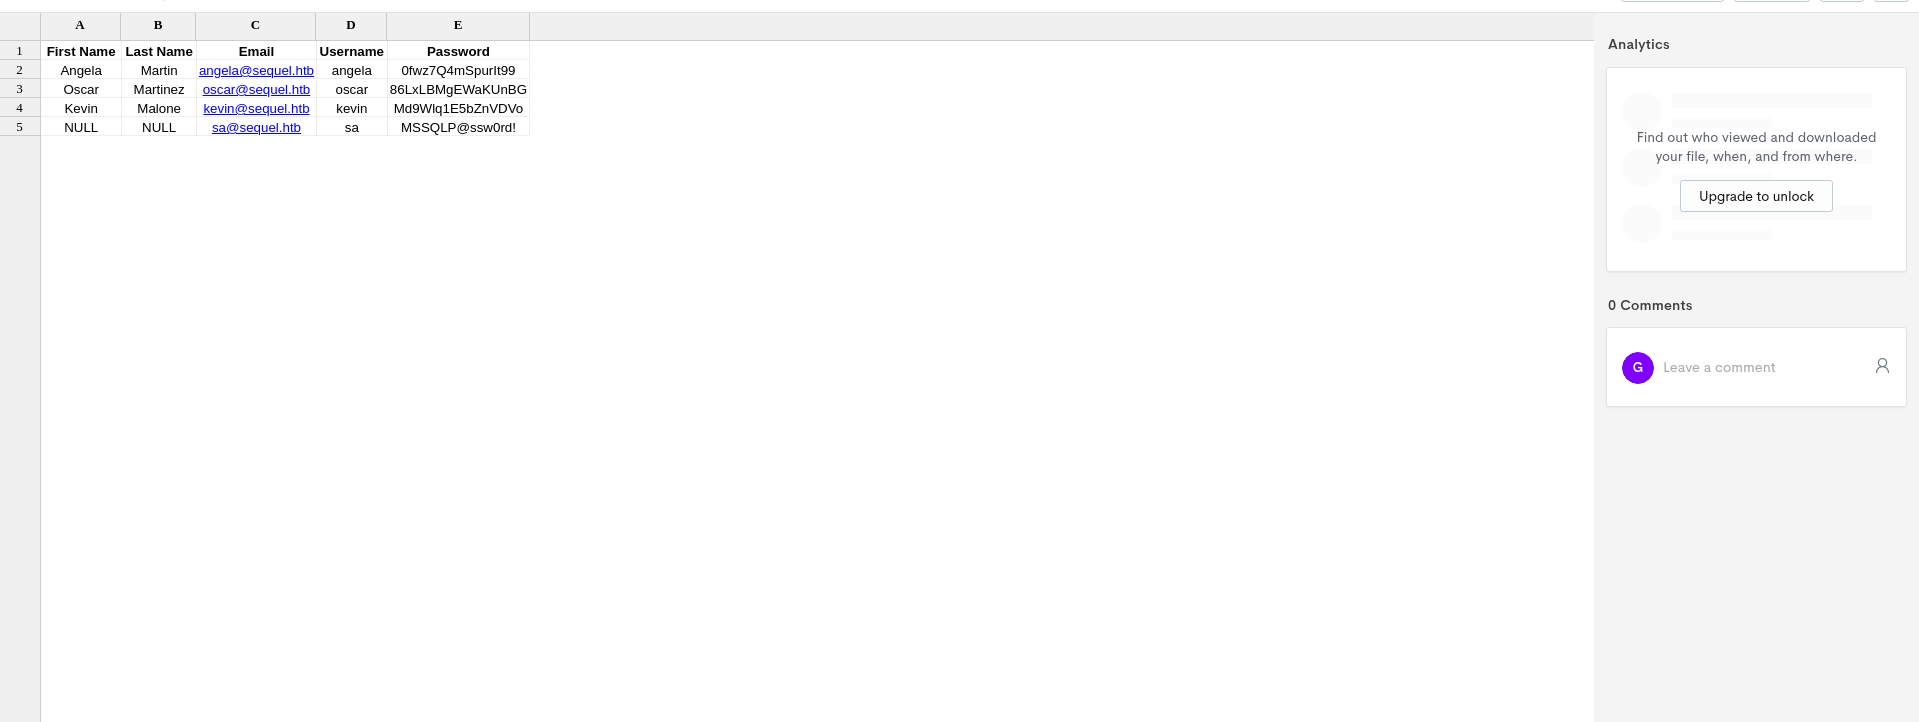 A B C D E
1 First Name Last Name Email Username Password
2 Angela Martin angela@sequel.htb angela 0fwz7Q4mSpurIt99
3 Oscar Martinez oscar@sequel.htb oscar 86LxLBMgEWaKUnBG
4 Kevin Malone kevin@sequel.htb kevin Md9Wlq1E5bZnVDVo
5 NULL NULL sa@sequel.htb sa MSSQLP@ssw0rd!
Analytics
Find out who viewed and downloaded
your file, when, and from where.
Upgrade to unlock
0 Comments
G Leave a comment